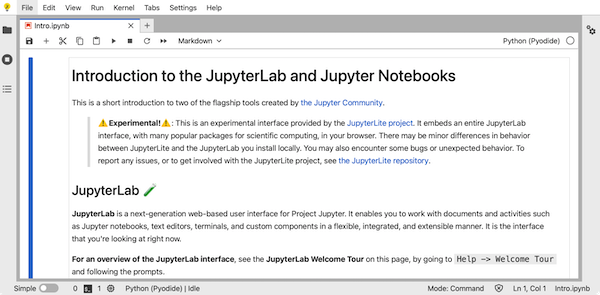 File Edit View Run Kernel Tabs Settings Help
Intro.ipynb
Markdown Python (Pyodide)
Introduction to the JupyterLab and Jupyter Notebooks
This is a short introduction to two of the flagship tools created by the Jupyter Community.
⚠️Experimental!⚠️: This is an experimental interface provided by the JupyterLite project. It embeds an entire JupyterLab
interface, with many popular packages for scientific computing, in your browser. There may be minor differences in behavior
between JupyterLite and the JupyterLab you install locally. You may also encounter some bugs or unexpected behavior. To
report any issues, or to get involved with the JupyterLite project, see the JupyterLite repository.
JupyterLab 🧪
JupyterLab is a next-generation web-based user interface for Project Jupyter. It enables you to work with documents and activities such
as Jupyter notebooks, text editors, terminals, and custom components in a flexible, integrated, and extensible manner. It is the interface
that you're looking at right now.
For an overview of the JupyterLab interface, see the JupyterLab Welcome Tour on this page, by going to Help -> Welcome Tour
and following the prompts.
Simple 0 1 Python (Pyodide) | Idle Mode: Command Ln 1, Col 1 Intro.ipynb